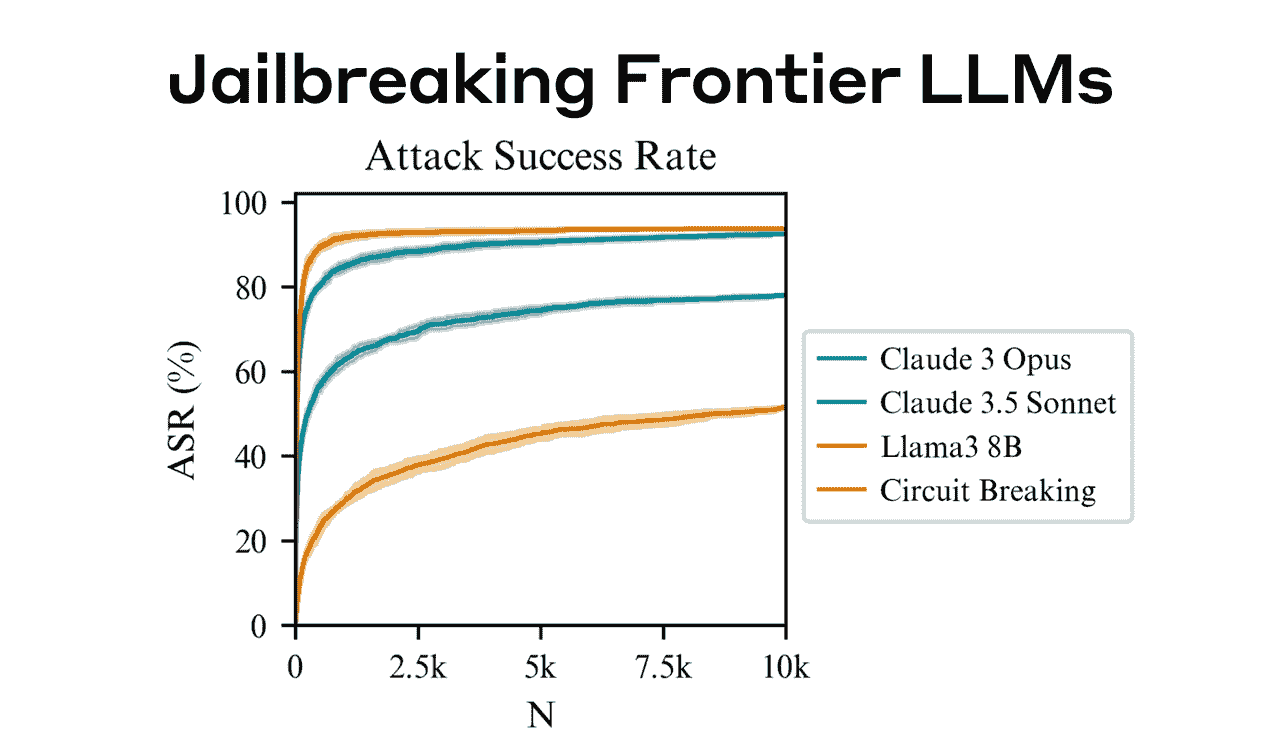 Jailbreaking Frontier LLMs
Attack Success Rate
100
80
60
40
20
0
ASR (%)
0 2.5k 5k 7.5k 10k
N
Claude 3 Opus
Claude 3.5 Sonnet
Llama3 8B
Circuit Breaking